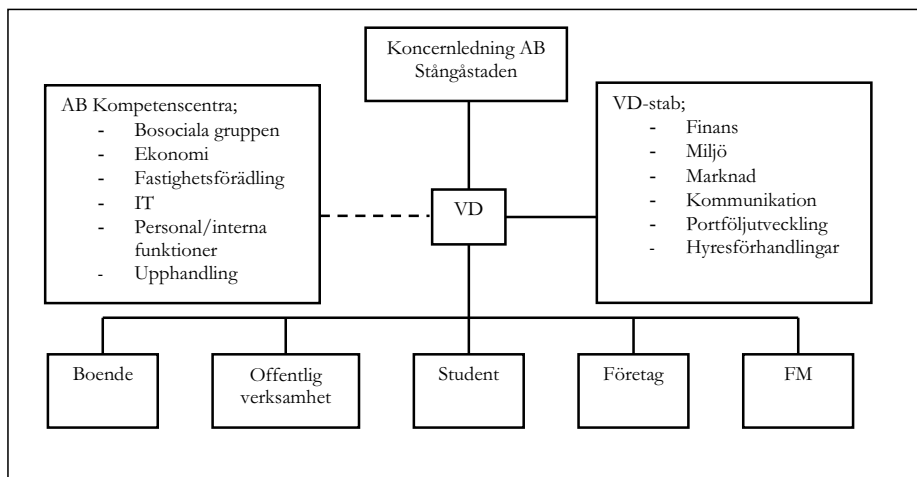 Koncernledning AB
Stångåstaden
AB Kompetenscentra;
- Bosociala gruppen
- Ekonomi
- Fastighetsförädling
- IT
- Personal/interna
funktioner
- Upphandling
VD-stab;
- Finans
- Miljö
- Marknad
- Kommunikation
- Portföljutveckling
- Hyresförhandlingar
VD
Boende
Offentlig
verksamhet
Student
Företag
FM